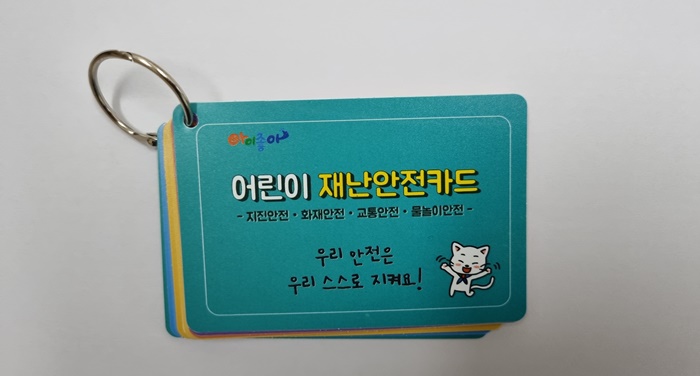 아이좋아
어린이 재난안전카드
- 지진안전 · 화재안전 · 교통안전 · 물놀이안전 -
우리 안전은
우리 스스로 지켜요!